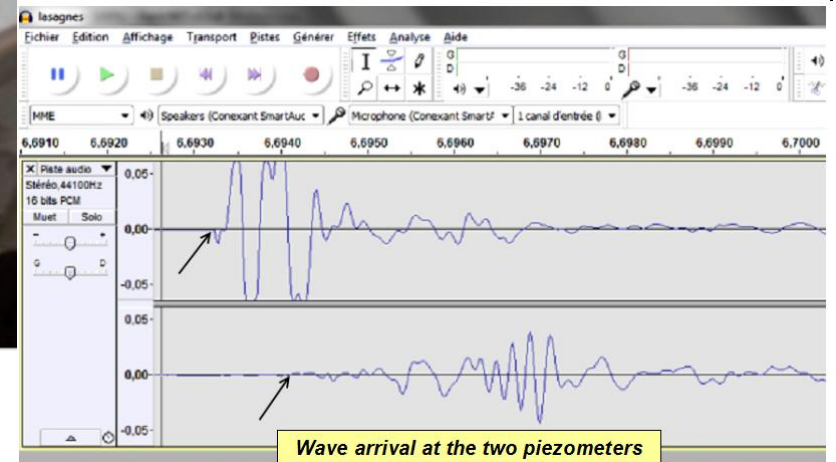 lasagnes
Fichier Edition Affichage Transport Pistes Générer Effets Analyse Aide
G
D
-36 -24 -12 0
G
D
-36 -24 -12 0
MME Speakers (Conexant SmartAuc Microphone (Conexant SmartA 1 canal d'entrée (
6,6910 6,6920 6,6930 6,6940 6,6950 6,6960 6,6970 6,6980 6,6990 6,7000
X Piste audio
Stéréo,44100Hz
16 bits PCM
Muet Solo
- +
G D
0,05
0,00
-0,05
0,05
0,00
-0,05
Wave arrival at the two piezometers